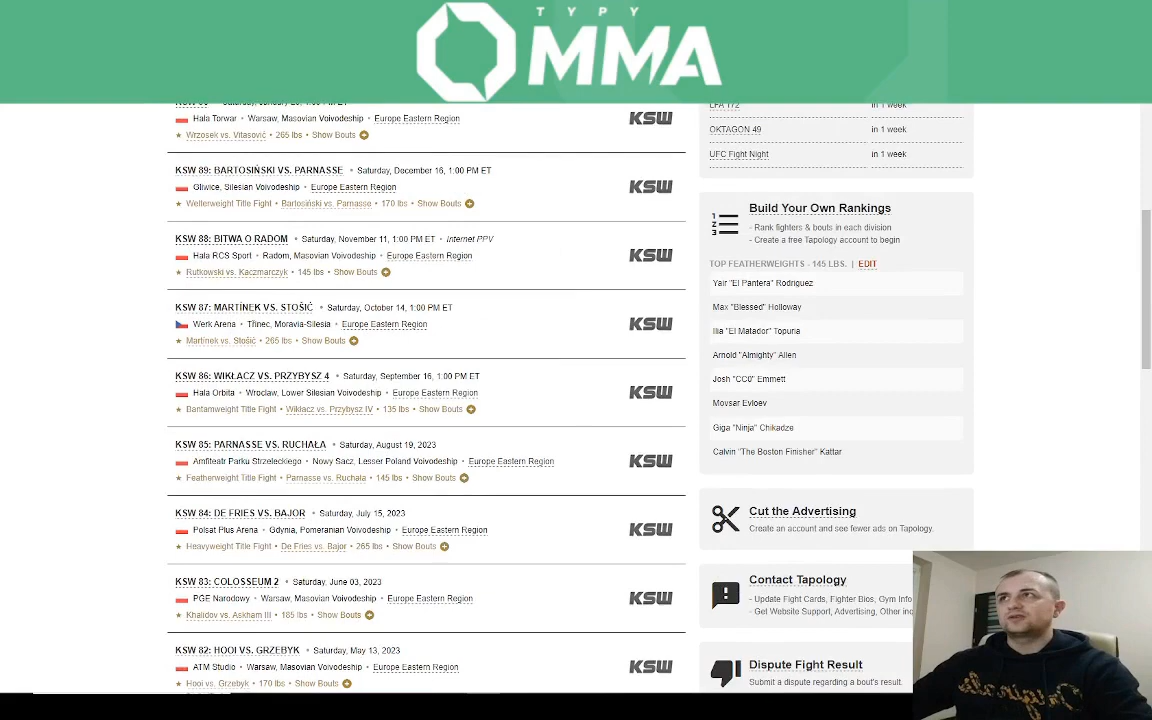 TYPY
MMA
Hala Torwar • Warsaw, Masovian Voivodeship • Europe Eastern Region
KSW
★ Wrzosek vs. Vitasović • 265 lbs • Show Bouts
KSW 89: BARTOSIŃSKI VS. PARNASSE • Saturday, December 16, 1:00 PM ET
Gliwice, Silesian Voivodeship • Europe Eastern Region
KSW
★ Welterweight Title Fight • Bartosiński vs. Parnasse • 170 lbs • Show Bouts
KSW 88: BITWA O RADOM • Saturday, November 11, 1:00 PM ET • Internet PPV
Hala RCS Sport • Radom, Masovian Voivodeship • Europe Eastern Region
KSW
★ Rutkowski vs. Kaczmarczyk • 145 lbs • Show Bouts
KSW 87: MARTÍNEK VS. STOŠIĆ • Saturday, October 14, 1:00 PM ET
Werk Arena • Třinec, Moravia-Silesia • Europe Eastern Region
KSW
★ Martínek vs. Stošić • 265 lbs • Show Bouts
KSW 86: WIKŁACZ VS. PRZYBYSZ 4 • Saturday, September 16, 1:00 PM ET
Hala Orbita • Wroclaw, Lower Silesian Voivodeship • Europe Eastern Region
KSW
★ Bantamweight Title Fight • Wikłacz vs. Przybysz IV • 135 lbs • Show Bouts
KSW 85: PARNASSE VS. RUCHAŁA • Saturday, August 19, 2023
Amfiteatr Parku Strzeleckiego • Nowy Sacz, Lesser Poland Voivodeship • Europe Eastern Region
KSW
★ Featherweight Title Fight • Parnasse vs. Ruchała • 145 lbs • Show Bouts
KSW 84: DE FRIES VS. BAJOR • Saturday, July 15, 2023
Polsat Plus Arena • Gdynia, Pomeranian Voivodeship • Europe Eastern Region
KSW
★ Heavyweight Title Fight • De Fries vs. Bajor • 265 lbs • Show Bouts
KSW 83: COLOSSEUM 2 • Saturday, June 03, 2023
PGE Narodowy • Warsaw, Masovian Voivodeship • Europe Eastern Region
KSW
★ Khalidov vs. Askham III • 185 lbs • Show Bouts
KSW 82: HOOI VS. GRZEBYK • Saturday, May 13, 2023
ATM Studio • Warsaw, Masovian Voivodeship • Europe Eastern Region
KSW
★ Hooi vs. Grzebyk • 170 lbs • Show Bouts
LFA 172 in 1 week
OKTAGON 49 in 1 week
UFC Fight Night in 1 week
Build Your Own Rankings
- Rank fighters & bouts in each division
- Create a free Tapology account to begin
TOP FEATHERWEIGHTS - 145 LBS. | EDIT
Yair "El Pantera" Rodriguez
Max "Blessed" Holloway
Ilia "El Matador" Topuria
Arnold "Almighty" Allen
Josh "CC0" Emmett
Movsar Evloev
Giga "Ninja" Chikadze
Calvin "The Boston Finisher" Kattar
Cut the Advertising
Create an account and see fewer ads on Tapology.
Contact Tapology
- Update Fight Cards, Fighter Bios, Gym Info
- Get Website Support, Advertising, Other inc
Dispute Fight Result
Submit a dispute regarding a bout's result.